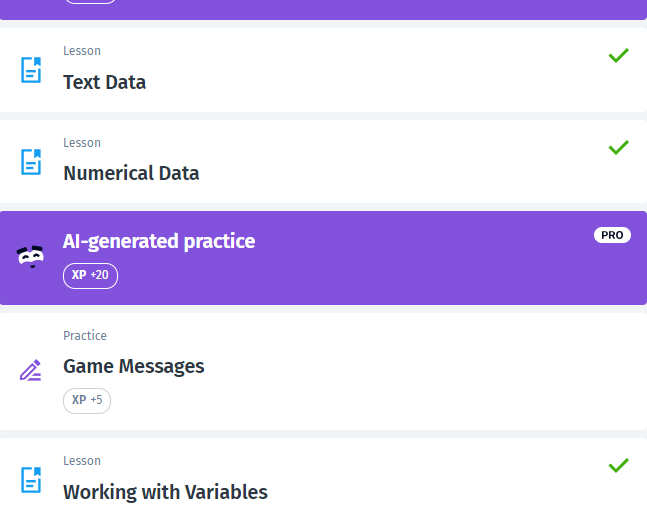 Lesson
Text Data
Lesson
Numerical Data
AI-generated practice
PRO
XP +20
Practice
Game Messages
XP +5
Lesson
Working with Variables